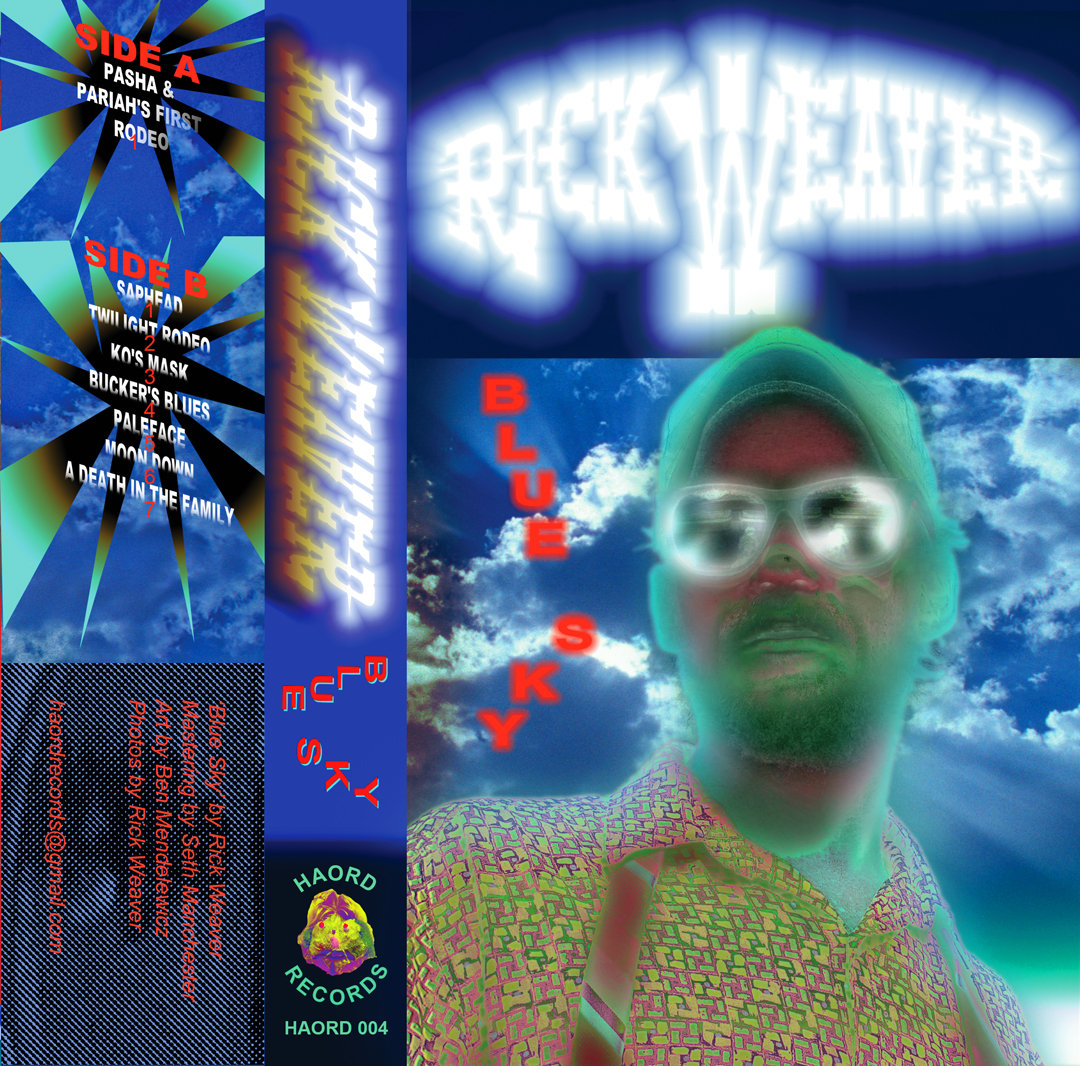 SIDE A
PASHA &
PARIAH'S FIRST
RODEO
1
SIDE B
SAPHEAD
1
TWILIGHT RODEO
2
KO'S MASK
3
BUCKER'S BLUES
4
PALEFACE
5
MOON DOWN
6
A DEATH IN THE FAMILY
7
Blue Sky by Rick Weaver
Mastering by Seth Manchester
Art by Ben Mendelewicz
Photos by Rick Weaver
haordrecords@gmail.com
RICK WEAVER
BLUE
SKY
HAORD
RECORDS
HAORD 004
RICK WEAVER
BLUE
SKY